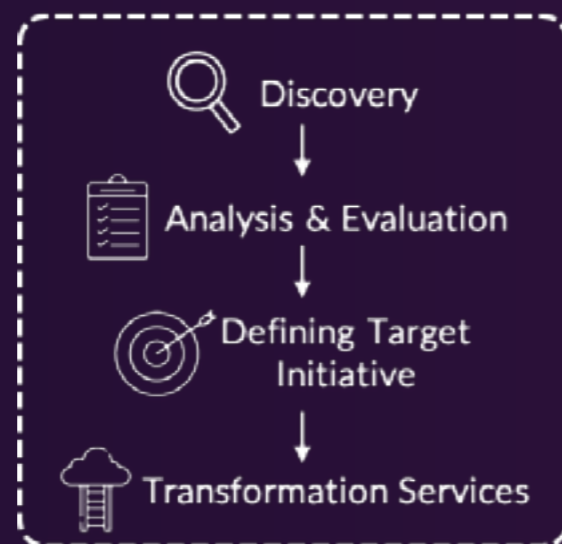 Discovery
Analysis & Evaluation
Defining Target
Initiative
Transformation Services